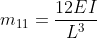 m_{11} = \frac{12EI}{L^3}